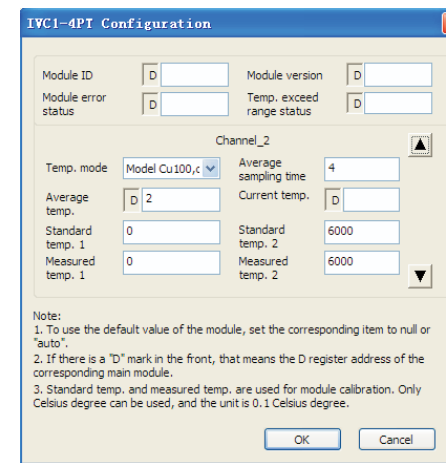 IVC1-4PT Configuration
Module ID D Module version D
Module error status D Temp. exceed range status D
Channel_2
Temp. mode Model Cu100,c Average sampling time 4
Average temp. D 2 Current temp. D
Standard temp. 1 0 Standard temp. 2 6000
Measured temp. 1 0 Measured temp. 2 6000
Note:
1. To use the default value of the module, set the corresponding item to null or
"auto".
2. If there is a "D" mark in the front, that means the D register address of the
corresponding main module.
3. Standard temp. and measured temp. are used for module calibration. Only
Celsius degree can be used, and the unit is 0.1 Celsius degree.
OK Cancel